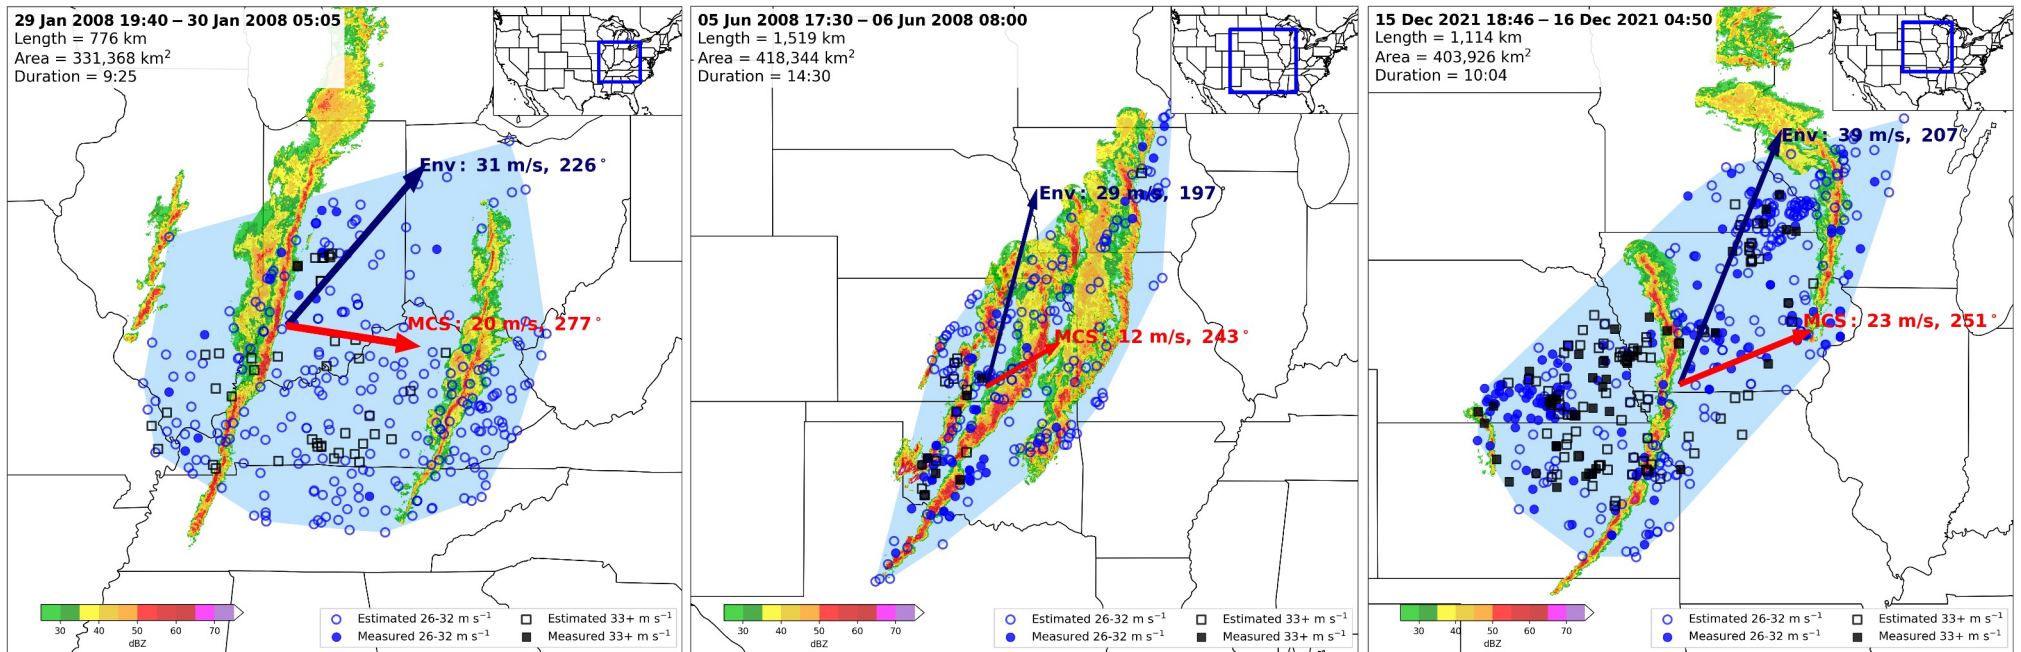 29 Jan 2008 19:40 – 30 Jan 2008 05:05
Length = 776 km
Area = 331,368 km²
Duration = 9:25
Env: 31 m/s, 226°
MCS: 20 m/s, 277°
30 40 50 60 70
dBZ
Estimated 26-32 m s⁻¹
Estimated 33+ m s⁻¹
Measured 26-32 m s⁻¹
Measured 33+ m s⁻¹
05 Jun 2008 17:30 – 06 Jun 2008 08:00
Length = 1,519 km
Area = 418,344 km²
Duration = 14:30
Env: 29 m/s, 197°
MCS: 12 m/s, 243°
30 40 50 60 70
dBZ
Estimated 26-32 m s⁻¹
Estimated 33+ m s⁻¹
Measured 26-32 m s⁻¹
Measured 33+ m s⁻¹
15 Dec 2021 18:46 – 16 Dec 2021 04:50
Length = 1,114 km
Area = 403,926 km²
Duration = 10:04
Env: 39 m/s, 207°
MCS: 23 m/s, 251°
30 40 50 60 70
dBZ
Estimated 26-32 m s⁻¹
Estimated 33+ m s⁻¹
Measured 26-32 m s⁻¹
Measured 33+ m s⁻¹